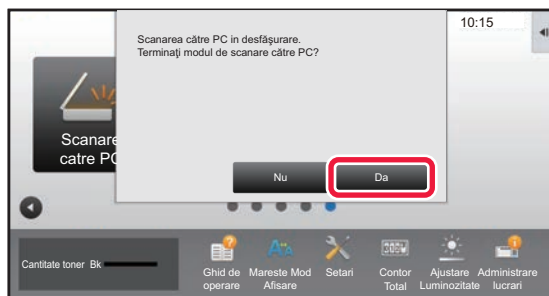 10:15
Scanarea către PC in desfăşurare.
Terminaţi modul de scanare către PC?
Scanare
catre PC
Nu
Da
Cantitate toner Bk
Ghid de
operare
Mareste Mod
Afisare
Setari
Contor
Total
Ajustare
Luminozitate
Administrare
lucrari